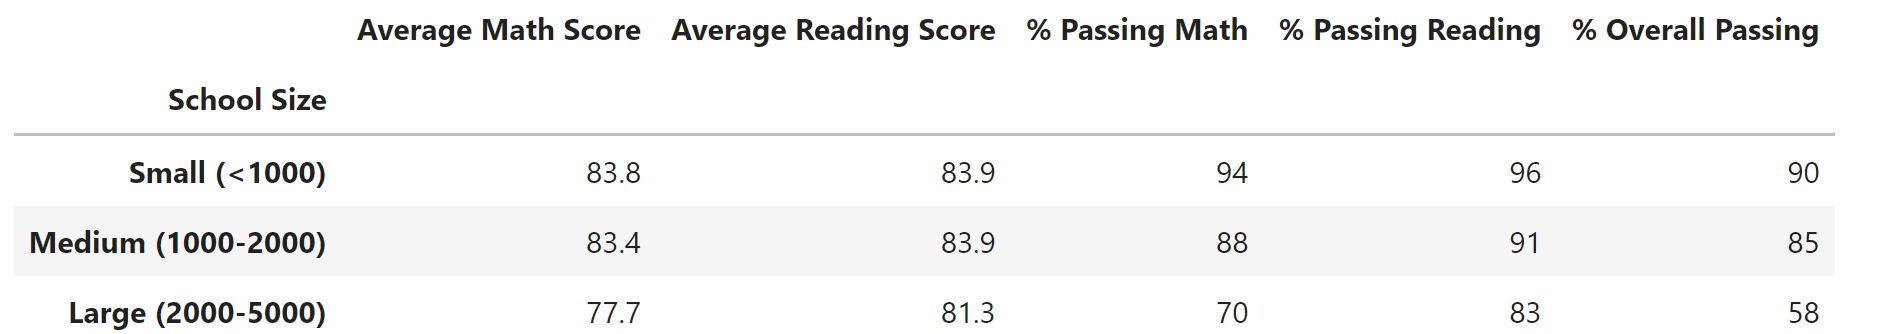 Average Math Score Average Reading Score % Passing Math % Passing Reading % Overall Passing
School Size
Small (<1000) 83.8 83.9 94 96 90
Medium (1000-2000) 83.4 83.9 88 91 85
Large (2000-5000) 77.7 81.3 70 83 58